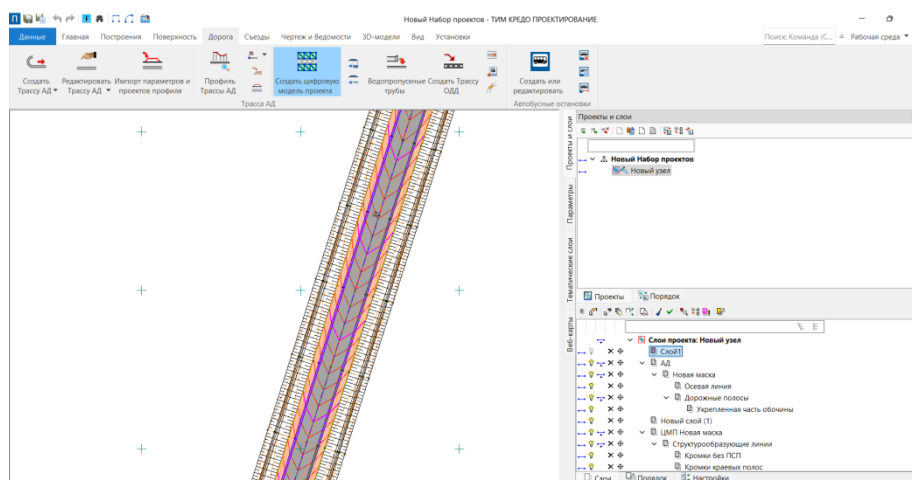 Новый Набор проектов - ТИМ КРЕДО ПРОЕКТИРОВАНИЕ
Данные Главная Построения Поверхность Дорога Съезды Чертеж и Ведомости 3D-модели Вид Установки
Поиск: Команда (С... Рабочая среда
Создать Трассу АД
Редактировать Трассу АД
Импорт параметров и проектов профиля
Профиль Трассы АД
Создать цифровую модель проекта
Водопропускные трубы
Создать Трассу ОДД
Создать или редактировать
Трасса АД
Автобусные остановки
Проекты и слои
Проекты и слои
Параметры
Тематические слои
Веб-карты
Новый Набор проектов
Новый узел
Проекты Порядок
Слои проекта: Новый узел
Слой1
АД
Новая маска
Осевая линия
Дорожные полосы
Укрепленная часть обочины
Новый слой (1)
ЦМП Новая маска
Структурообразующие линии
Кромки без ПСП
Кромки краевых полос
Слои Порядок Настройки